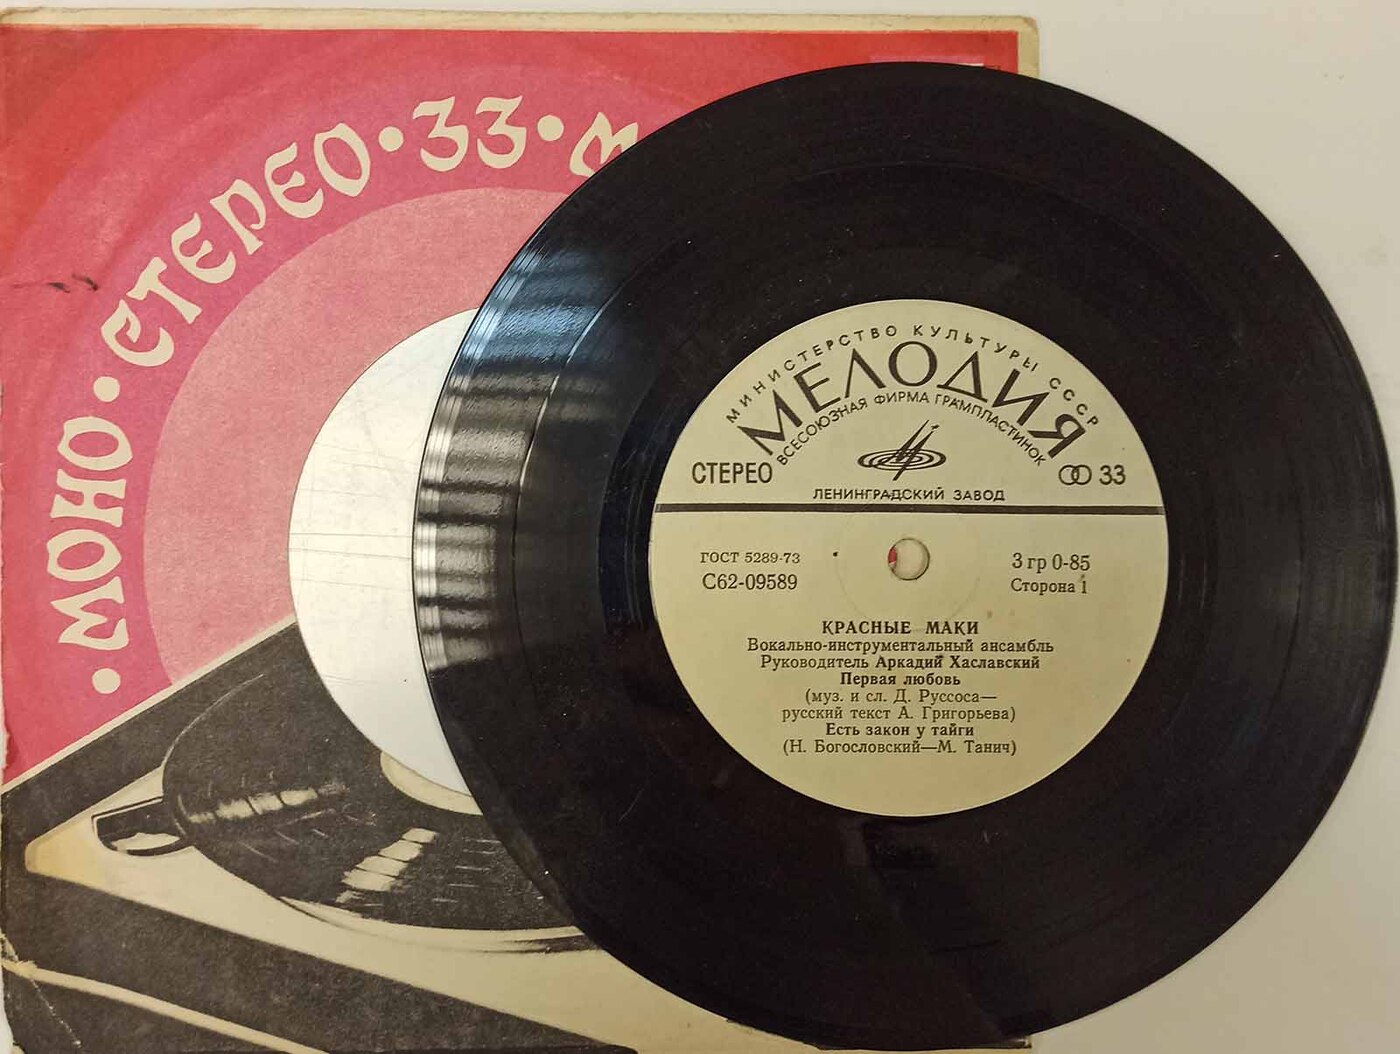 • МОНО • СТЕРЕО • 33 •
МИНИСТЕРСТВО КУЛЬТУРЫ СССР
МЕЛОДИЯ
ВСЕСОЮЗНАЯ ФИРМА ГРАМПЛАСТИНОК
СТЕРЕО
33
ЛЕНИНГРАДСКИЙ ЗАВОД
ГОСТ 5289-73
С62-09589
3 гр 0-85
Сторона 1
КРАСНЫЕ МАКИ
Вокально-инструментальный ансамбль
Руководитель Аркадий Хаславский
Первая любовь
(муз. и сл. Д. Руссоса—
русский текст А. Григорьева)
Есть закон у тайги
(Н. Богословский—М. Танич)